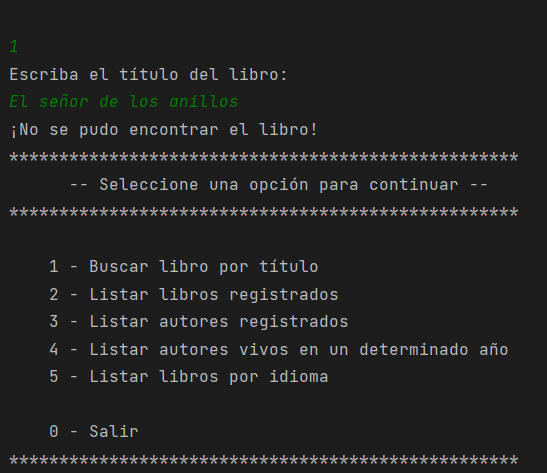 1
Escriba el título del libro:
El señor de los anillos
¡No se pudo encontrar el libro!
***************************************************
-- Seleccione una opción para continuar --
***************************************************
1 - Buscar libro por título
2 - Listar libros registrados
3 - Listar autores registrados
4 - Listar autores vivos en un determinado año
5 - Listar libros por idioma
0 - Salir
***************************************************